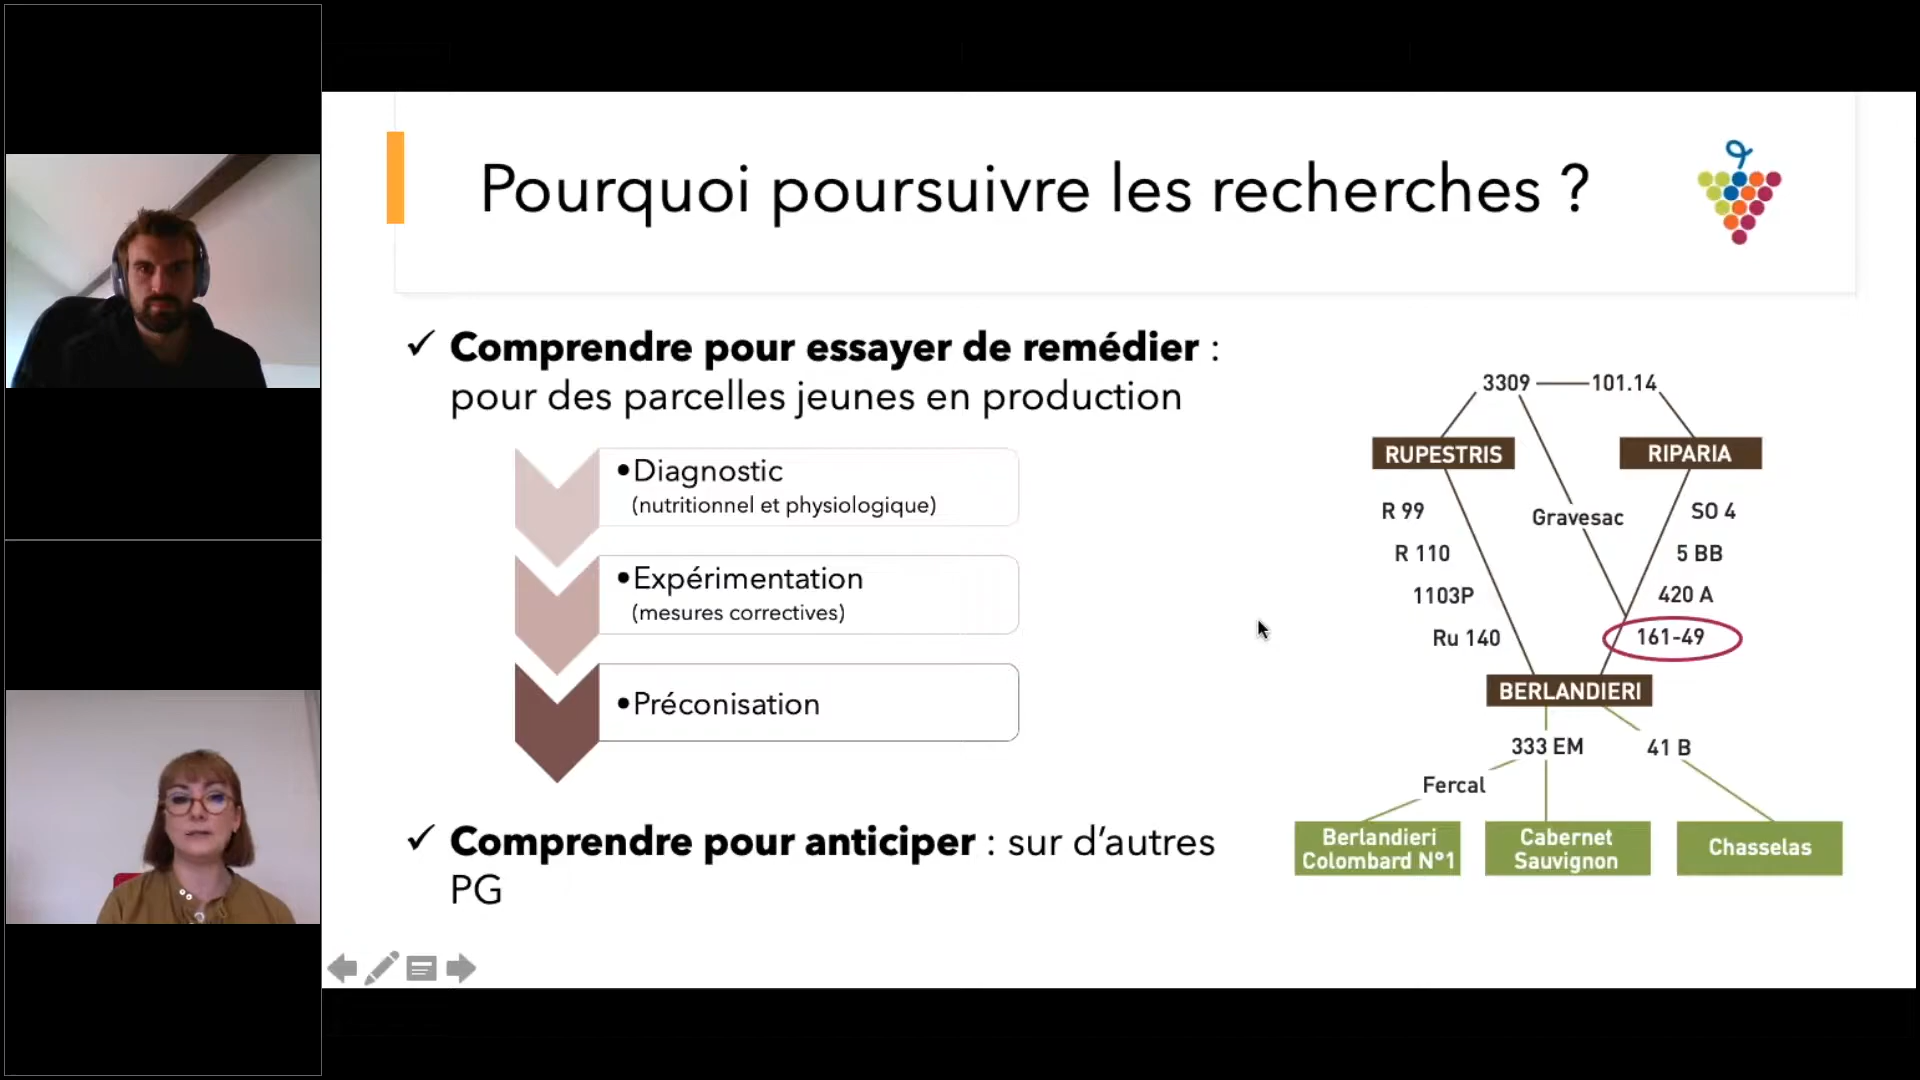 Pourquoi poursuivre les recherches ?
✓ Comprendre pour essayer de remédier :
pour des parcelles jeunes en production
•Diagnostic
(nutritionnel et physiologique)
•Expérimentation
(mesures correctives)
•Préconisation
✓ Comprendre pour anticiper : sur d’autres
PG
3309 101.14
RUPESTRIS RIPARIA
R 99 Gravesac SO 4
R 110 5 BB
1103P 420 A
Ru 140 161-49
BERLANDIERI
333 EM 41 B
Fercal
Berlandieri
Colombard N°1
Cabernet
Sauvignon
Chasselas